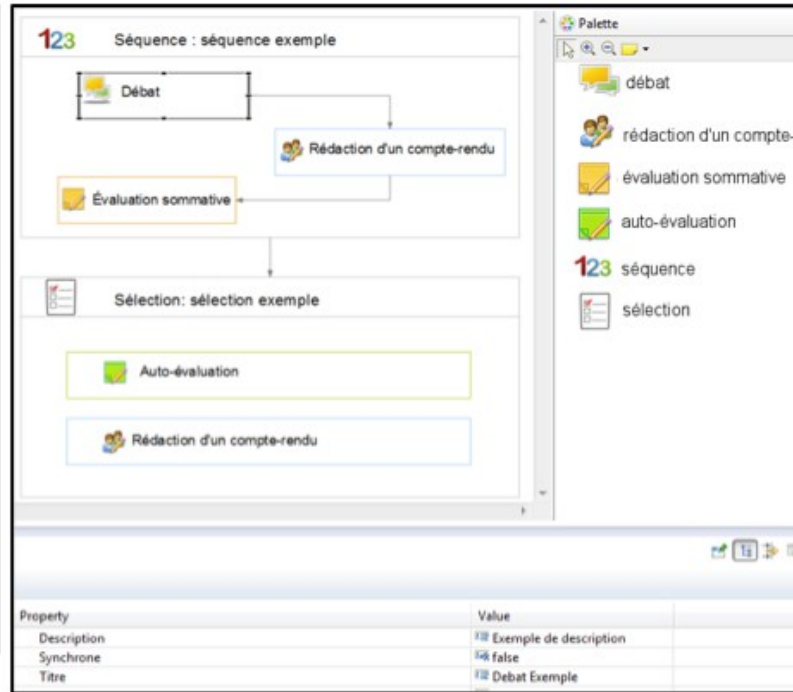 123 Séquence : séquence exemple
Débat
Rédaction d'un compte-rendu
Évaluation sommative
Sélection: sélection exemple
Auto-évaluation
Rédaction d'un compte-rendu
Palette
débat
rédaction d'un compte-
évaluation sommative
auto-évaluation
123 séquence
sélection
Property Value
Description Exemple de description
Synchrone false
Titre Debat Exemple